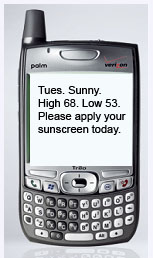 palm verizon
Tues. Sunny.
High 68. Low 53.
Please apply your
sunscreen today.
Treo